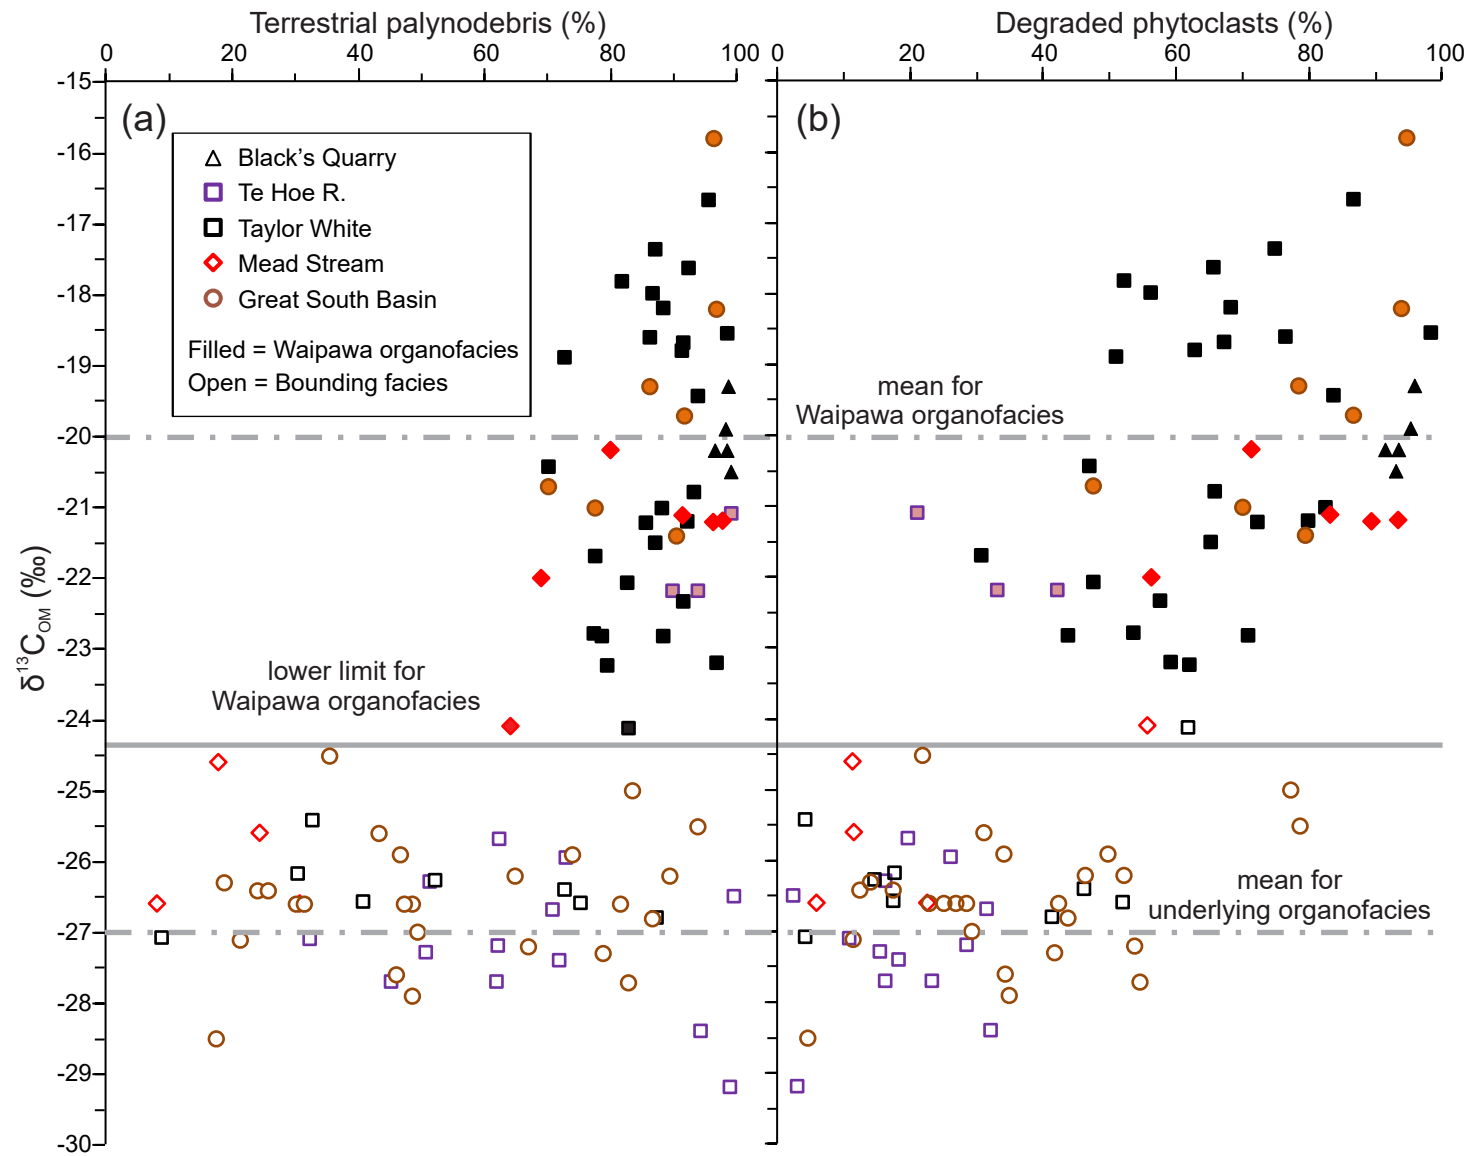 Terrestrial palynodebris (%)
Degraded phytoclasts (%)
0 20 40 60 80 100
0 20 40 60 80 100
(a)
(b)
Black's Quarry
Te Hoe R.
Taylor White
Mead Stream
Great South Basin
Filled = Waipawa organofacies
Open = Bounding facies
mean for
Waipawa organofacies
lower limit for
Waipawa organofacies
mean for
underlying organofacies
δ¹³C_OM (‰)
-15
-16
-17
-18
-19
-20
-21
-22
-23
-24
-25
-26
-27
-28
-29
-30